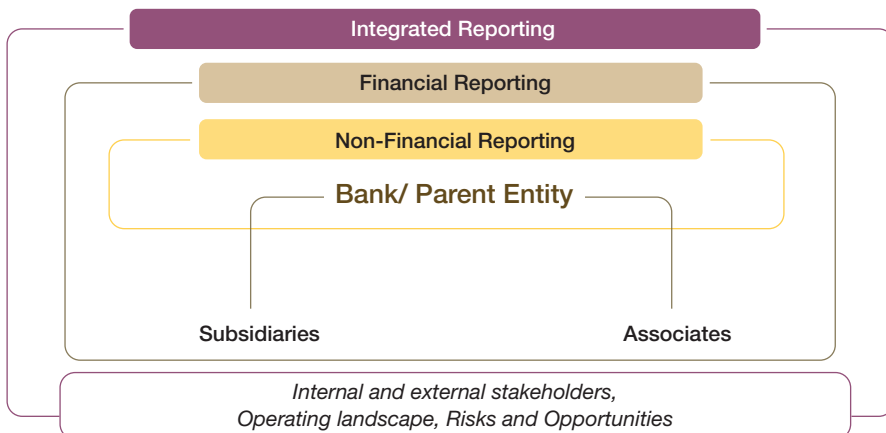 Integrated Reporting
Financial Reporting
Non-Financial Reporting
Bank/ Parent Entity
Subsidiaries
Associates
Internal and external stakeholders,
Operating landscape, Risks and Opportunities